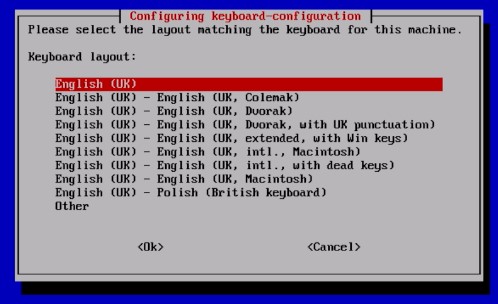 Configuring keyboard-configuration
Please select the layout matching the keyboard for this machine.
Keyboard layout:
English (UK)
English (UK) - English (UK, Colemak)
English (UK) - English (UK, Dvorak)
English (UK) - English (UK, Dvorak, with UK punctuation)
English (UK) - English (UK, extended, with Win keys)
English (UK) - English (UK, intl., Macintosh)
English (UK) - English (UK, intl., with dead keys)
English (UK) - English (UK, Macintosh)
English (UK) - Polish (British keyboard)
Other
<Ok> <Cancel>